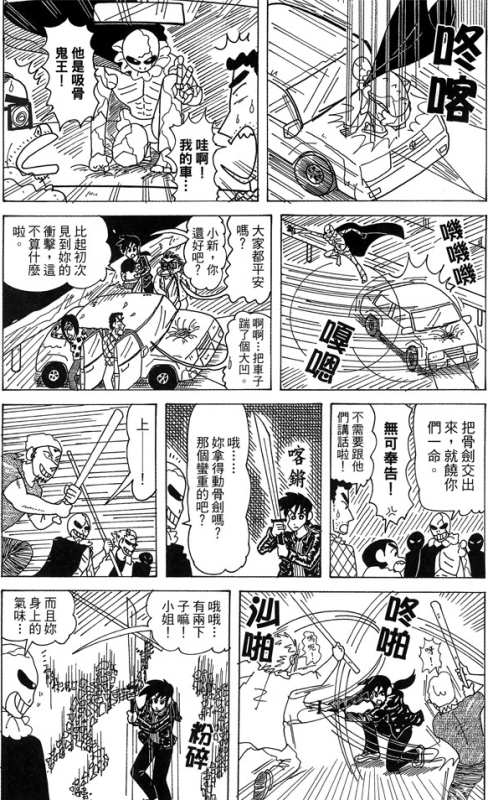 咚喀
哇啊！
我的車…
他是吸骨
鬼王！
嘰嘰嘰
嘎嗯
大家都平安
嗎？
小新，你
還好吧？
啊啊…把車子
踹了個大凹。
比起初次
見到妳的
衝擊，這
不算什麼
啦。
把骨劍交出
來，就饒你
們一命。
無可奉告！
不需要跟他
們講話啦！
喀鏘
哦……
妳拿得動骨劍嗎？
那個蠻重的吧？
上—！
咚啪
汕啪
哦哦…
有兩下
子嘛！
小姐！
粉碎
而且妳
身上的
氣味…